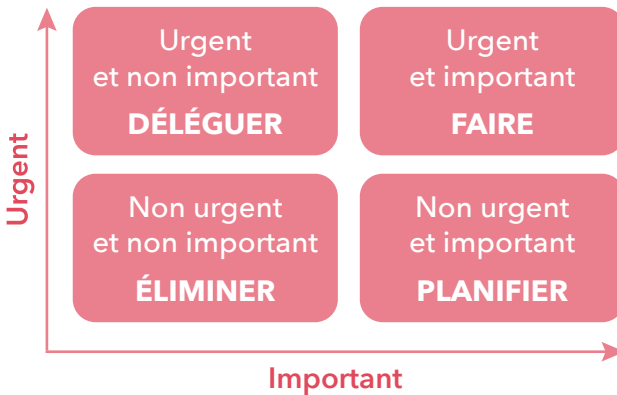 Urgent
et non important
DÉLÉGUER
Urgent
et important
FAIRE
Non urgent
et non important
ÉLIMINER
Non urgent
et important
PLANIFIER
Urgent
Important